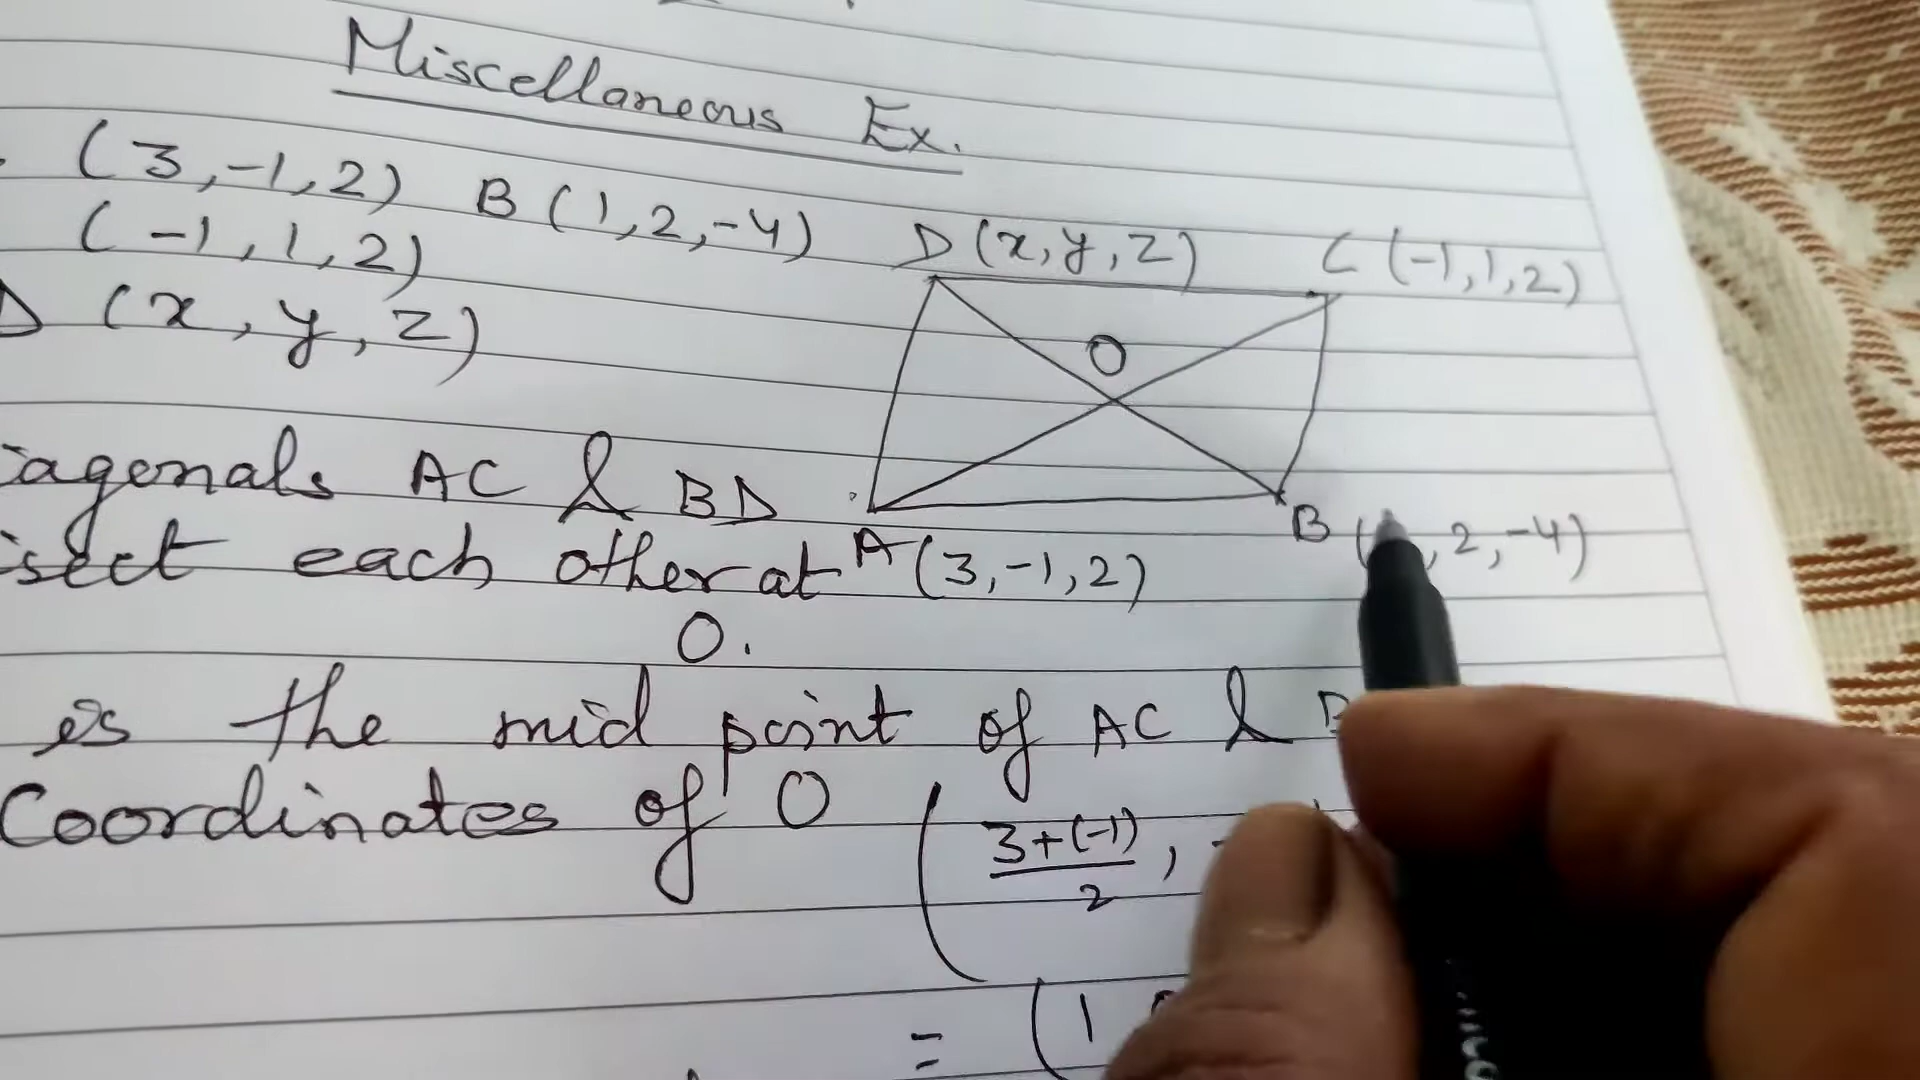 Miscellaneous Ex.
(3,-1,2) B (1,2,-4)
(-1,1,2)
D (x,y,z)
D (x,y,z) C (-1,1,2)
O
agonals AC & BD
isect each other at
O.
A (3,-1,2)
B ( ,2,-4)
is the mid point of AC &
Coordinates of O ( 3+(-1)/2 ,
= ( 1